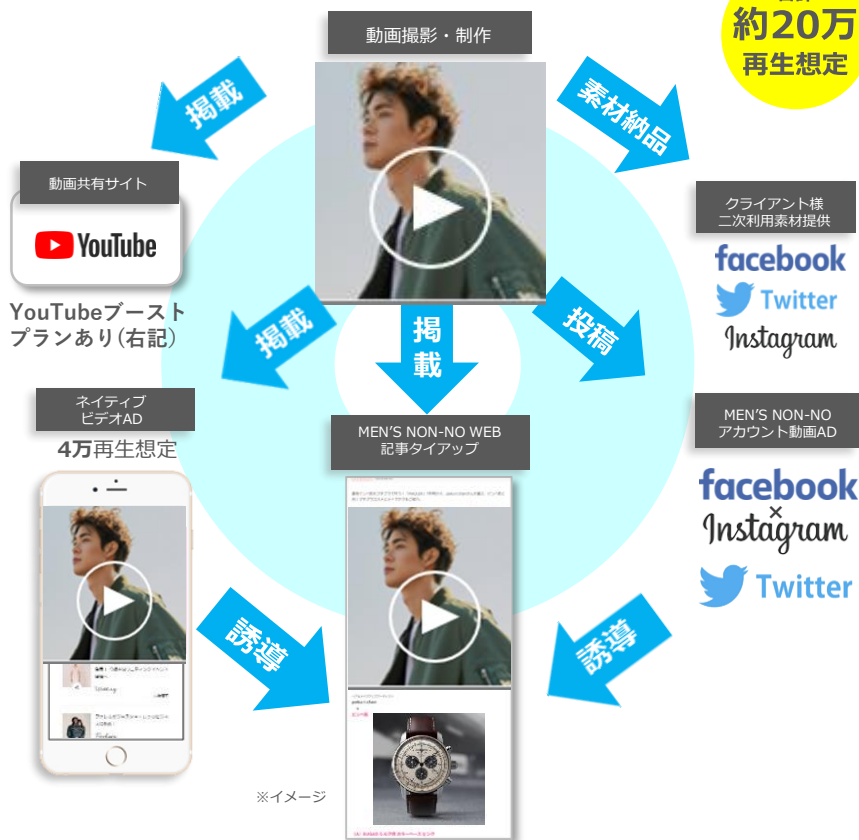 約20万
再生想定
動画撮影・制作
掲載
素材納品
動画共有サイト
YouTube
YouTubeブースト
プランあり(右記)
クライアント様
二次利用素材提供
facebook
Twitter
Instagram
掲載
掲載
投稿
ネイティブ
ビデオAD
4万再生想定
MEN'S NON-NO WEB
記事タイアップ
MEN'S NON-NO
アカウント動画AD
facebook
×
Instagram
Twitter
誘導
誘導
※イメージ